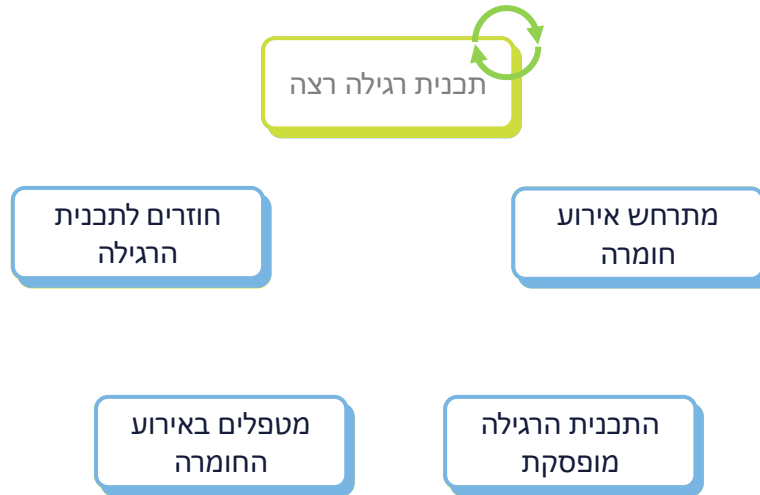 תכנית רגילה רצה
מתרחש אירוע
חומרה
חוזרים לתכנית
הרגילה
התכנית הרגילה
מופסקת
מטפלים באירוע
החומרה